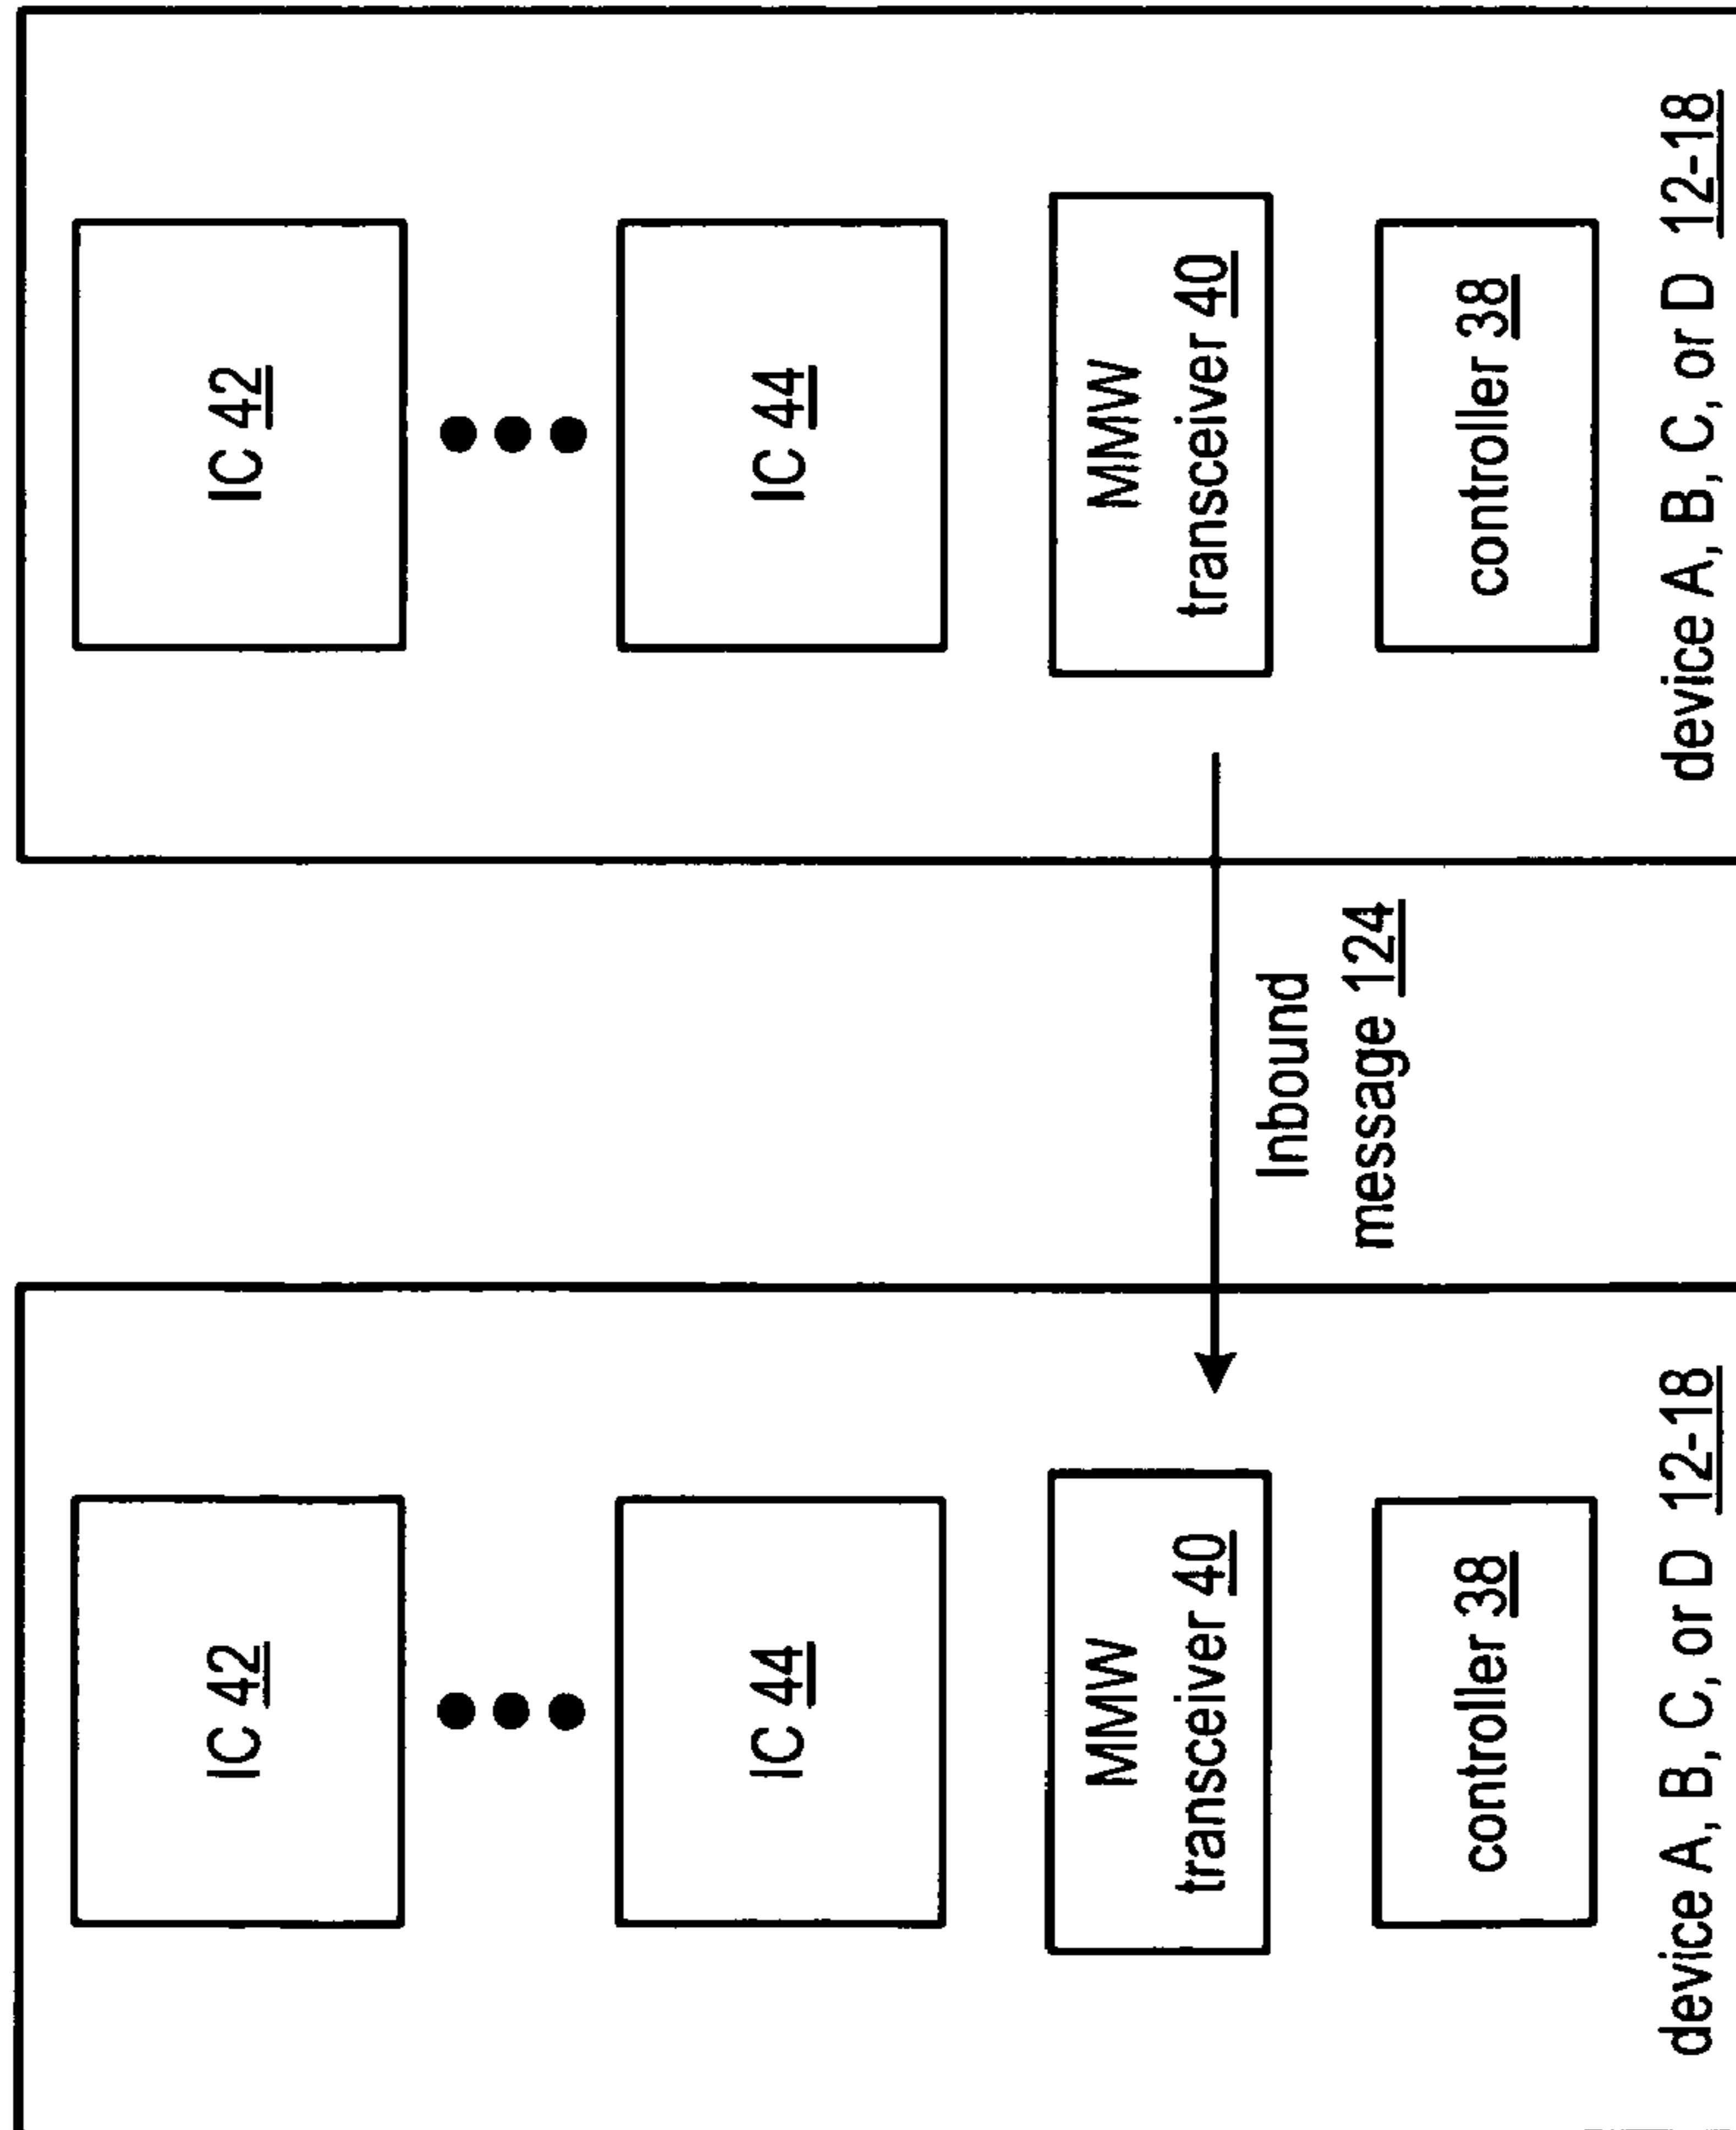 IC 42
IC 44
MMW
transceiver 40
controller 38
device A, B, C, or D 12-18
Inbound
message 124
IC 42
IC 44
MMW
transceiver 40
controller 38
device A, B, C, or D 12-18